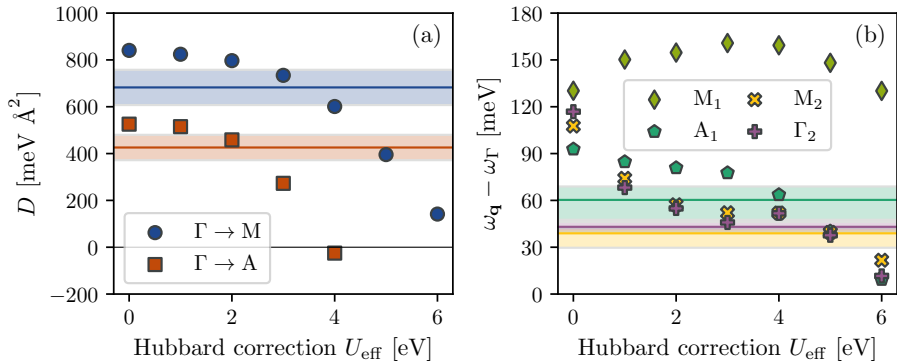 (a)
1000
800
600
400
200
0
−200
D [meV Å²]
Γ → M
Γ → A
0 2 4 6
Hubbard correction U_eff [eV]
(b)
180
150
120
90
60
30
0
ω_q − ω_Γ [meV]
M₁ M₂
A₁ Γ₂
0 2 4 6
Hubbard correction U_eff [eV]